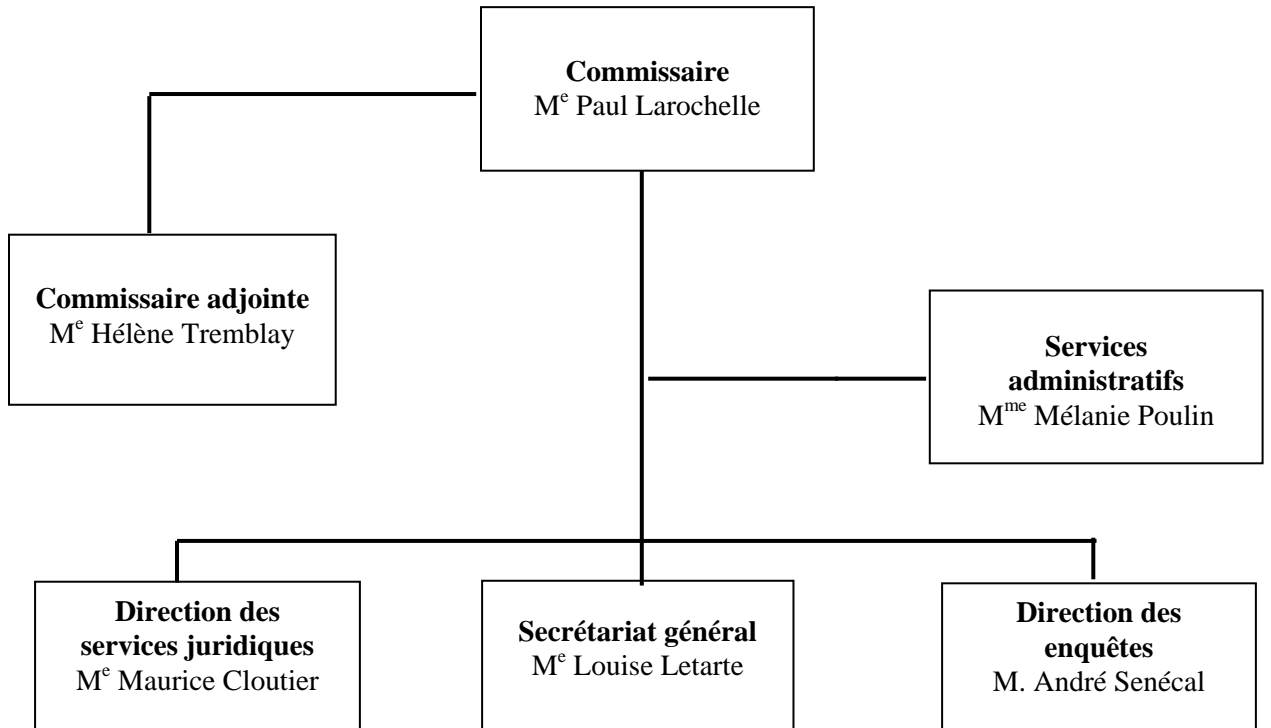 Commissaire
Me Paul Larochelle
Commissaire adjointe
Me Hélène Tremblay
Services
administratifs
Mme Mélanie Poulin
Direction des
services juridiques
Me Maurice Cloutier
Secrétariat général
Me Louise Letarte
Direction des
enquêtes
M. André Senécal